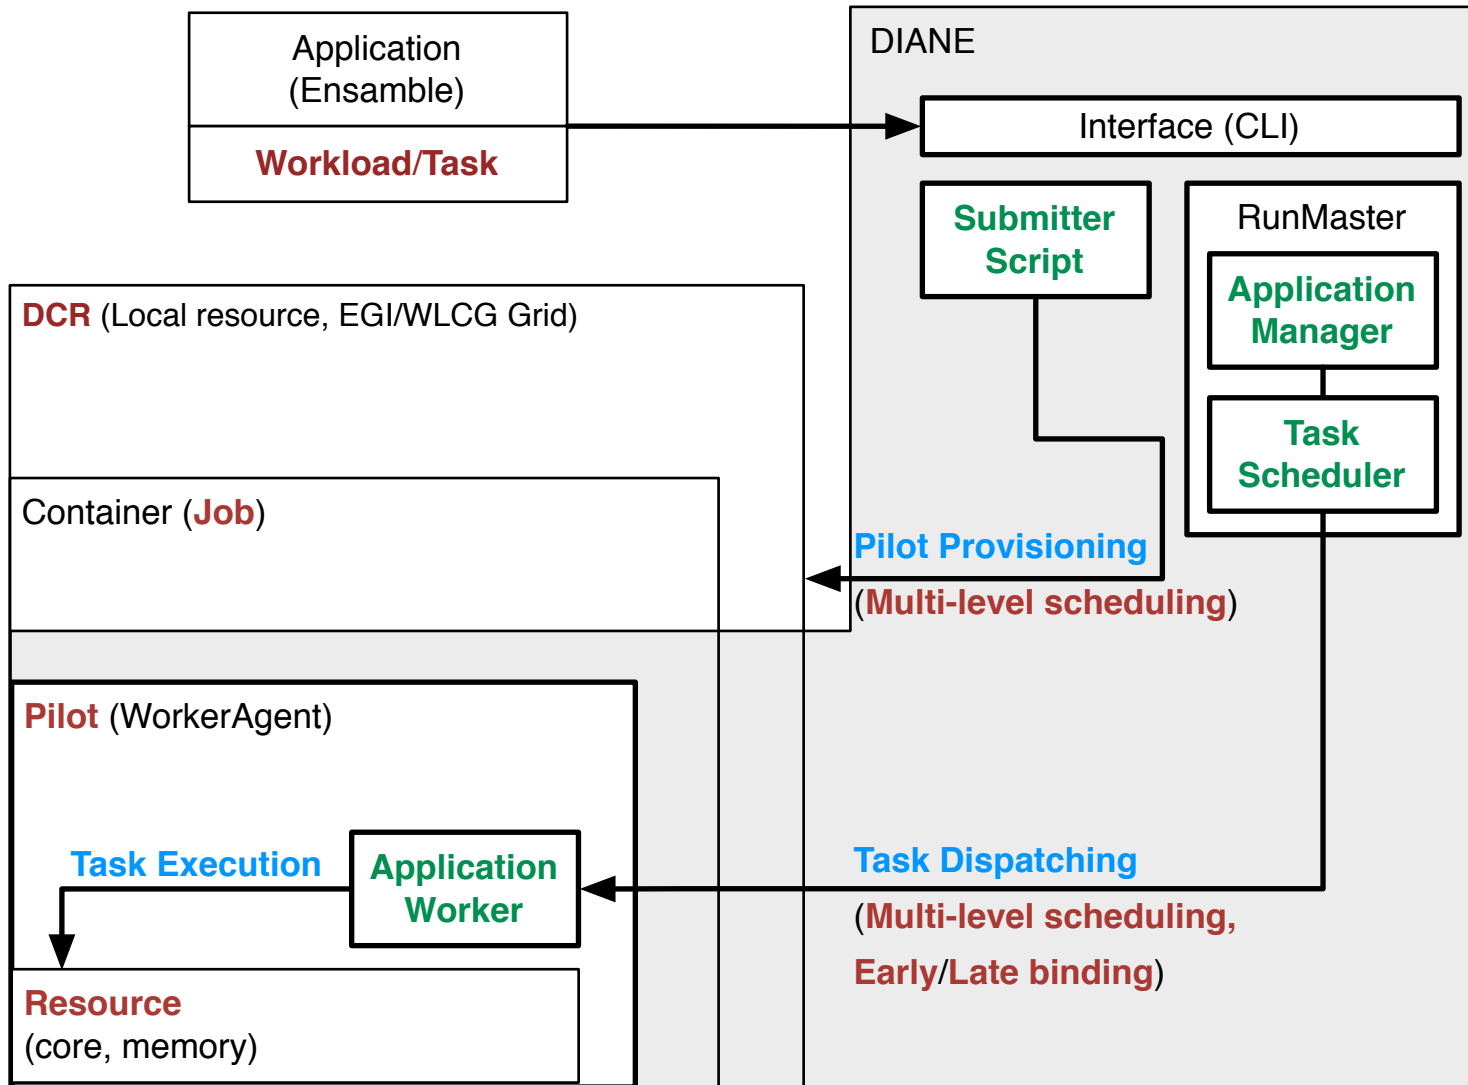 Application
(Ensamble)
Workload/Task
DIANE
Interface (CLI)
Submitter
Script
RunMaster
Application
Manager
Task
Scheduler
DCR (Local resource, EGI/WLCG Grid)
Container (Job)
Pilot Provisioning
(Multi-level scheduling)
Pilot (WorkerAgent)
Task Execution
Application
Worker
Task Dispatching
(Multi-level scheduling,
Early/Late binding)
Resource
(core, memory)